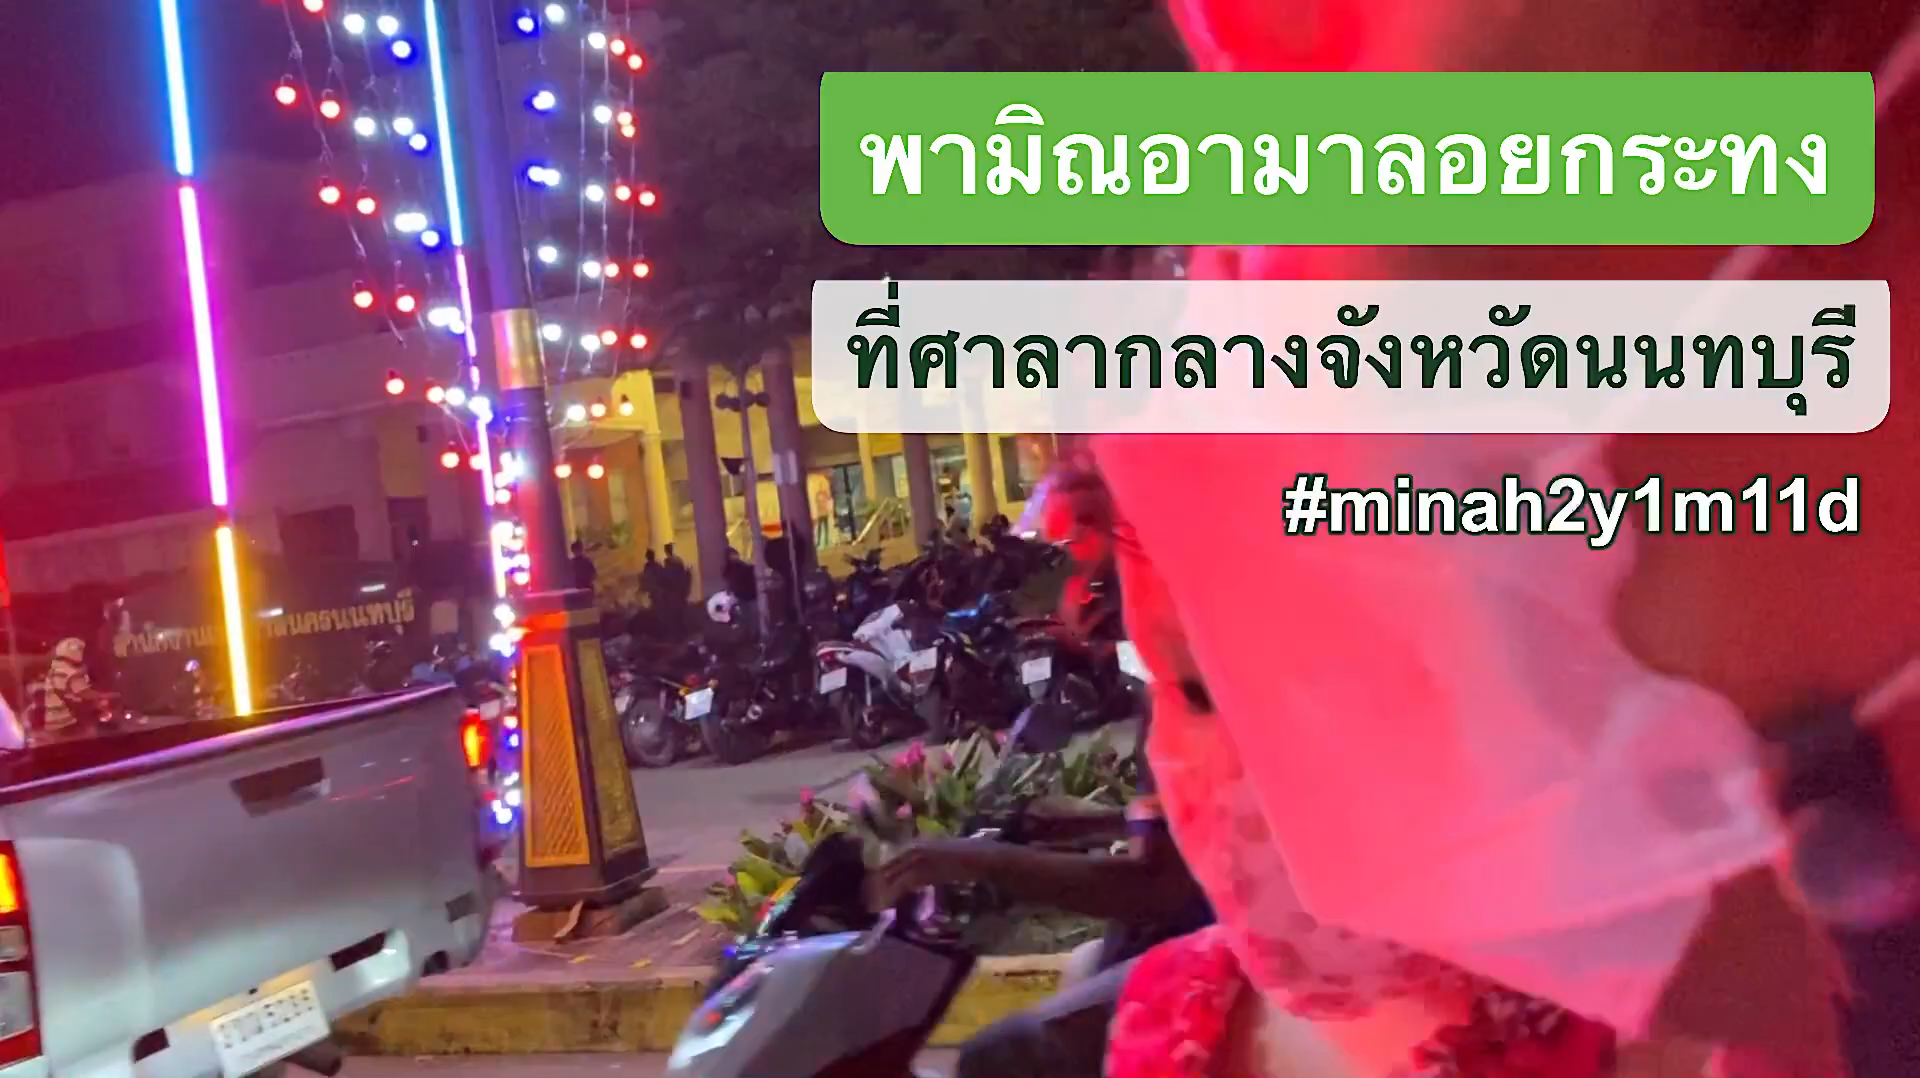 พามิณอามาลอยกระทง
ที่ศาลากลางจังหวัดนนทบุรี
#minah2y1m11d